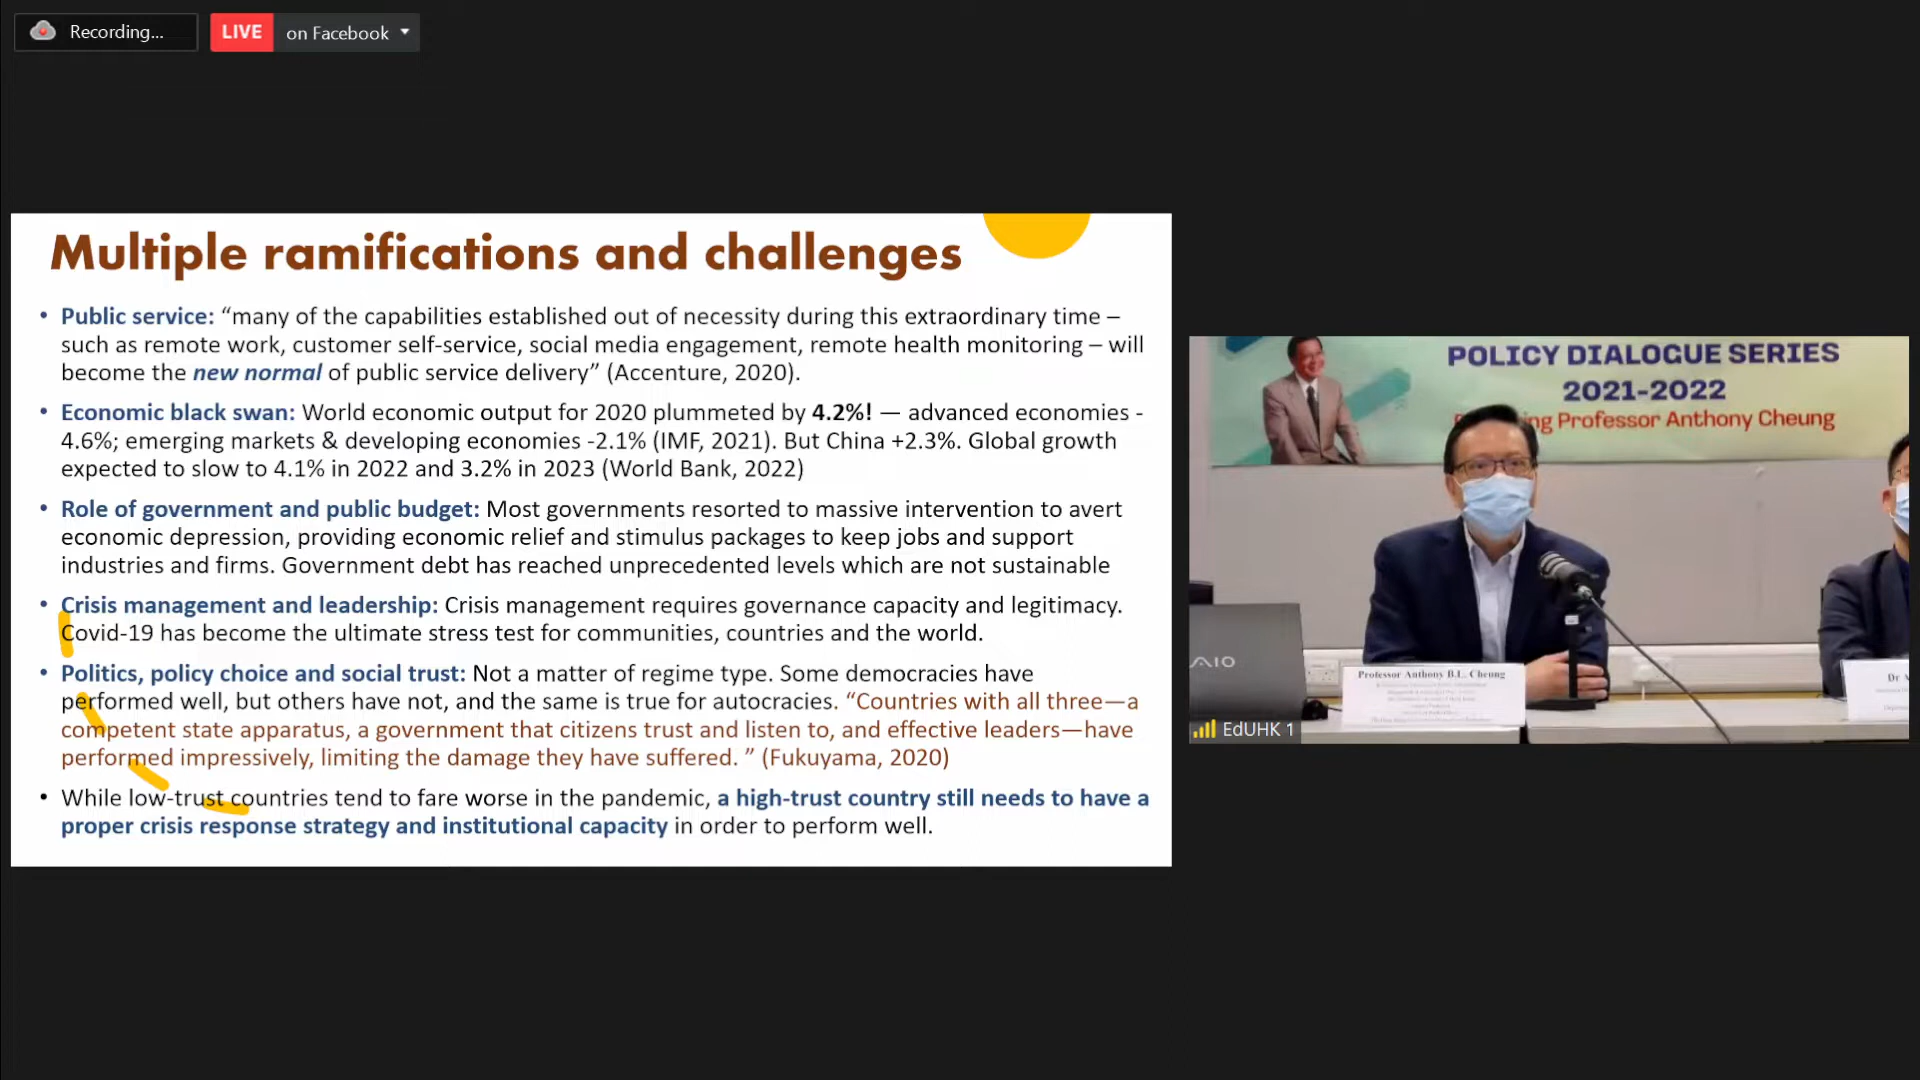 Recording...
LIVE on Facebook
Multiple ramifications and challenges
• Public service: “many of the capabilities established out of necessity during this extraordinary time –
such as remote work, customer self-service, social media engagement, remote health monitoring – will
become the new normal of public service delivery” (Accenture, 2020).
• Economic black swan: World economic output for 2020 plummeted by 4.2%! — advanced economies -
4.6%; emerging markets & developing economies -2.1% (IMF, 2021). But China +2.3%. Global growth
expected to slow to 4.1% in 2022 and 3.2% in 2023 (World Bank, 2022)
• Role of government and public budget: Most governments resorted to massive intervention to avert
economic depression, providing economic relief and stimulus packages to keep jobs and support
industries and firms. Government debt has reached unprecedented levels which are not sustainable
• Crisis management and leadership: Crisis management requires governance capacity and legitimacy.
Covid-19 has become the ultimate stress test for communities, countries and the world.
• Politics, policy choice and social trust: Not a matter of regime type. Some democracies have
performed well, but others have not, and the same is true for autocracies. “Countries with all three—a
competent state apparatus, a government that citizens trust and listen to, and effective leaders—have
performed impressively, limiting the damage they have suffered. ” (Fukuyama, 2020)
• While low-trust countries tend to fare worse in the pandemic, a high-trust country still needs to have a
proper crisis response strategy and institutional capacity in order to perform well.
POLICY DIALOGUE SERIES
2021-2022
ng Professor Anthony Cheung
AIO
Professor Anthony B.L. Cheung
Dr
EdUHK 1